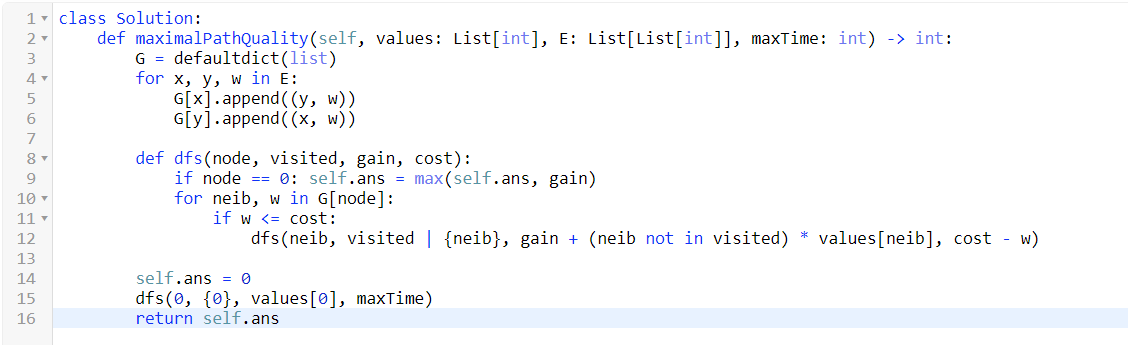 1 class Solution:
2     def maximalPathQuality(self, values: List[int], E: List[List[int]], maxTime: int) -> int:
3         G = defaultdict(list)
4         for x, y, w in E:
5             G[x].append((y, w))
6             G[y].append((x, w))
7
8         def dfs(node, visited, gain, cost):
9             if node == 0: self.ans = max(self.ans, gain)
10             for neib, w in G[node]:
11                 if w <= cost:
12                     dfs(neib, visited | {neib}, gain + (neib not in visited) * values[neib], cost - w)
13
14         self.ans = 0
15         dfs(0, {0}, values[0], maxTime)
16         return self.ans